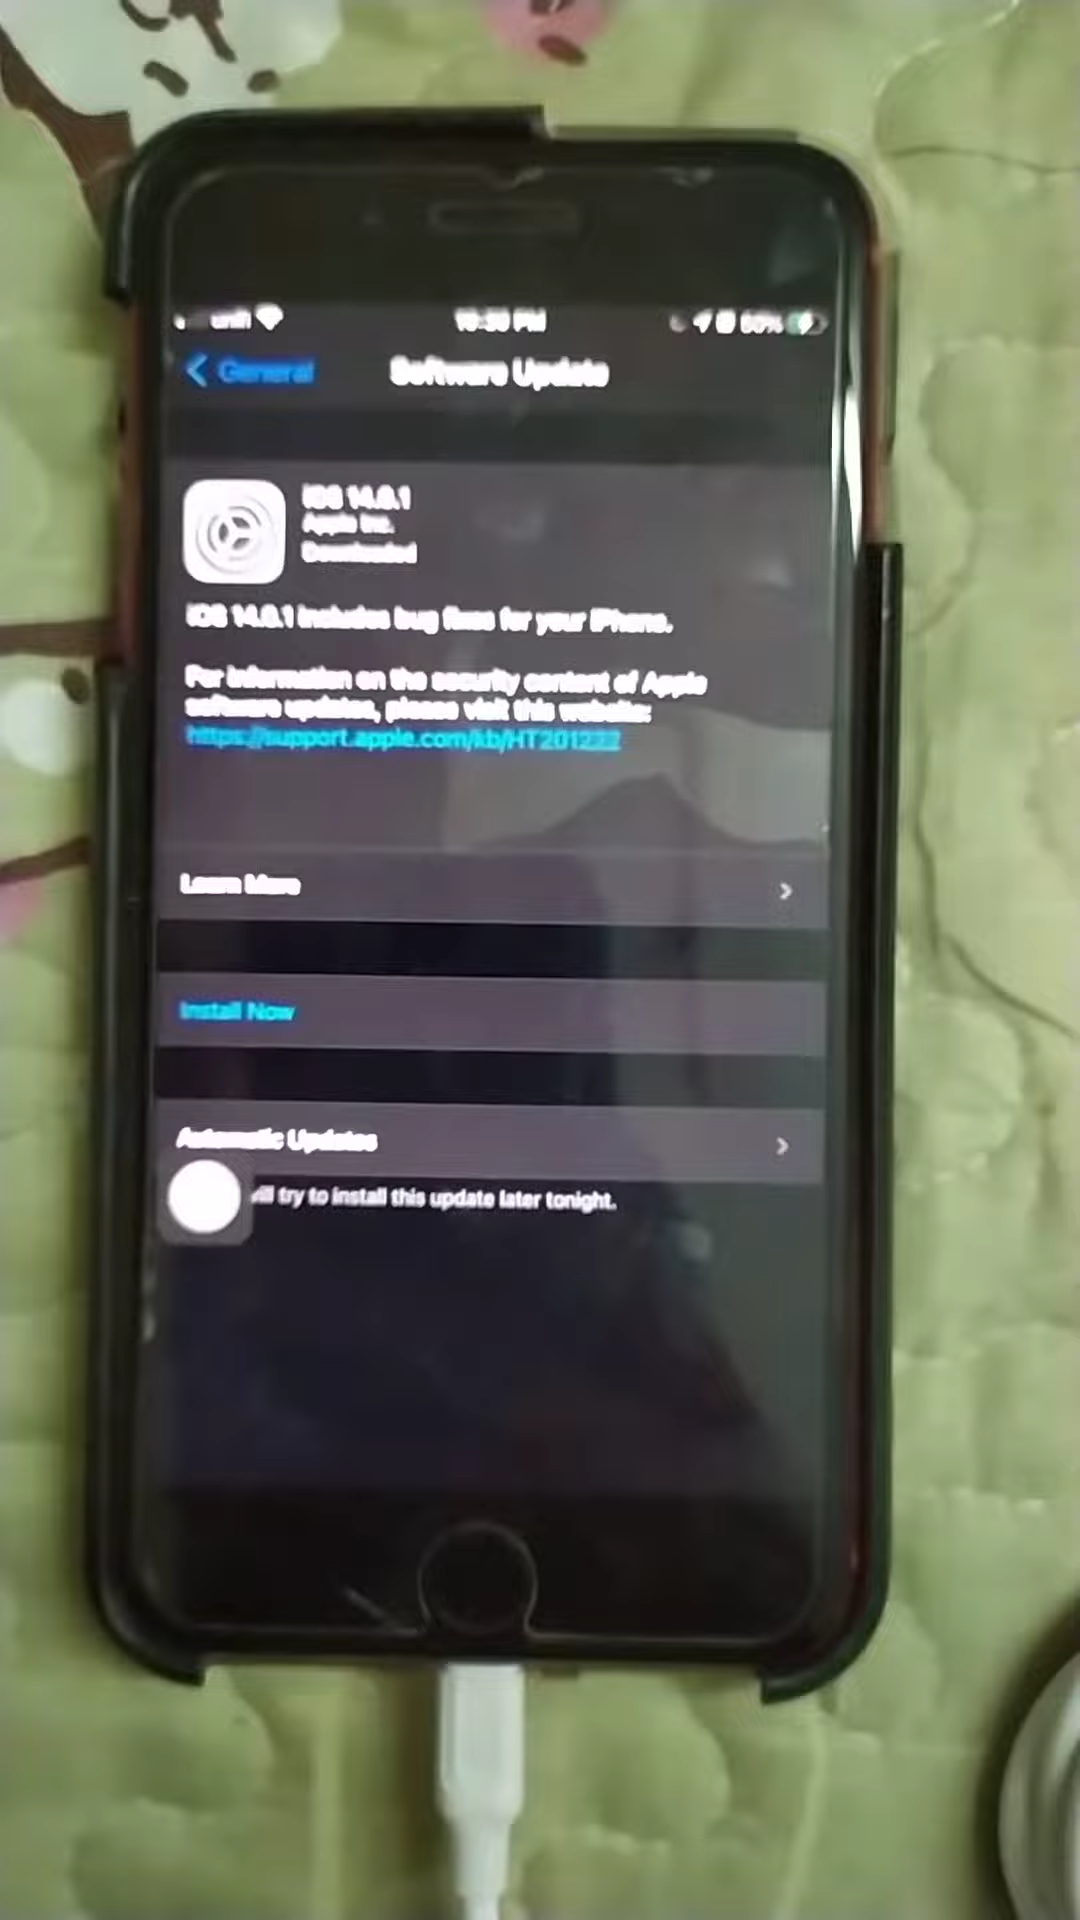 unifi
60%
General
Software Update
iOS 14.0.1
Apple Inc.
Downloaded
iOS 14.0.1 includes bug fixes for your iPhone.
For information on the security content of Apple
software updates, please visit this website:
https://support.apple.com/kb/HT201222
Learn More
Install Now
Automatic Updates
will try to install this update later tonight.